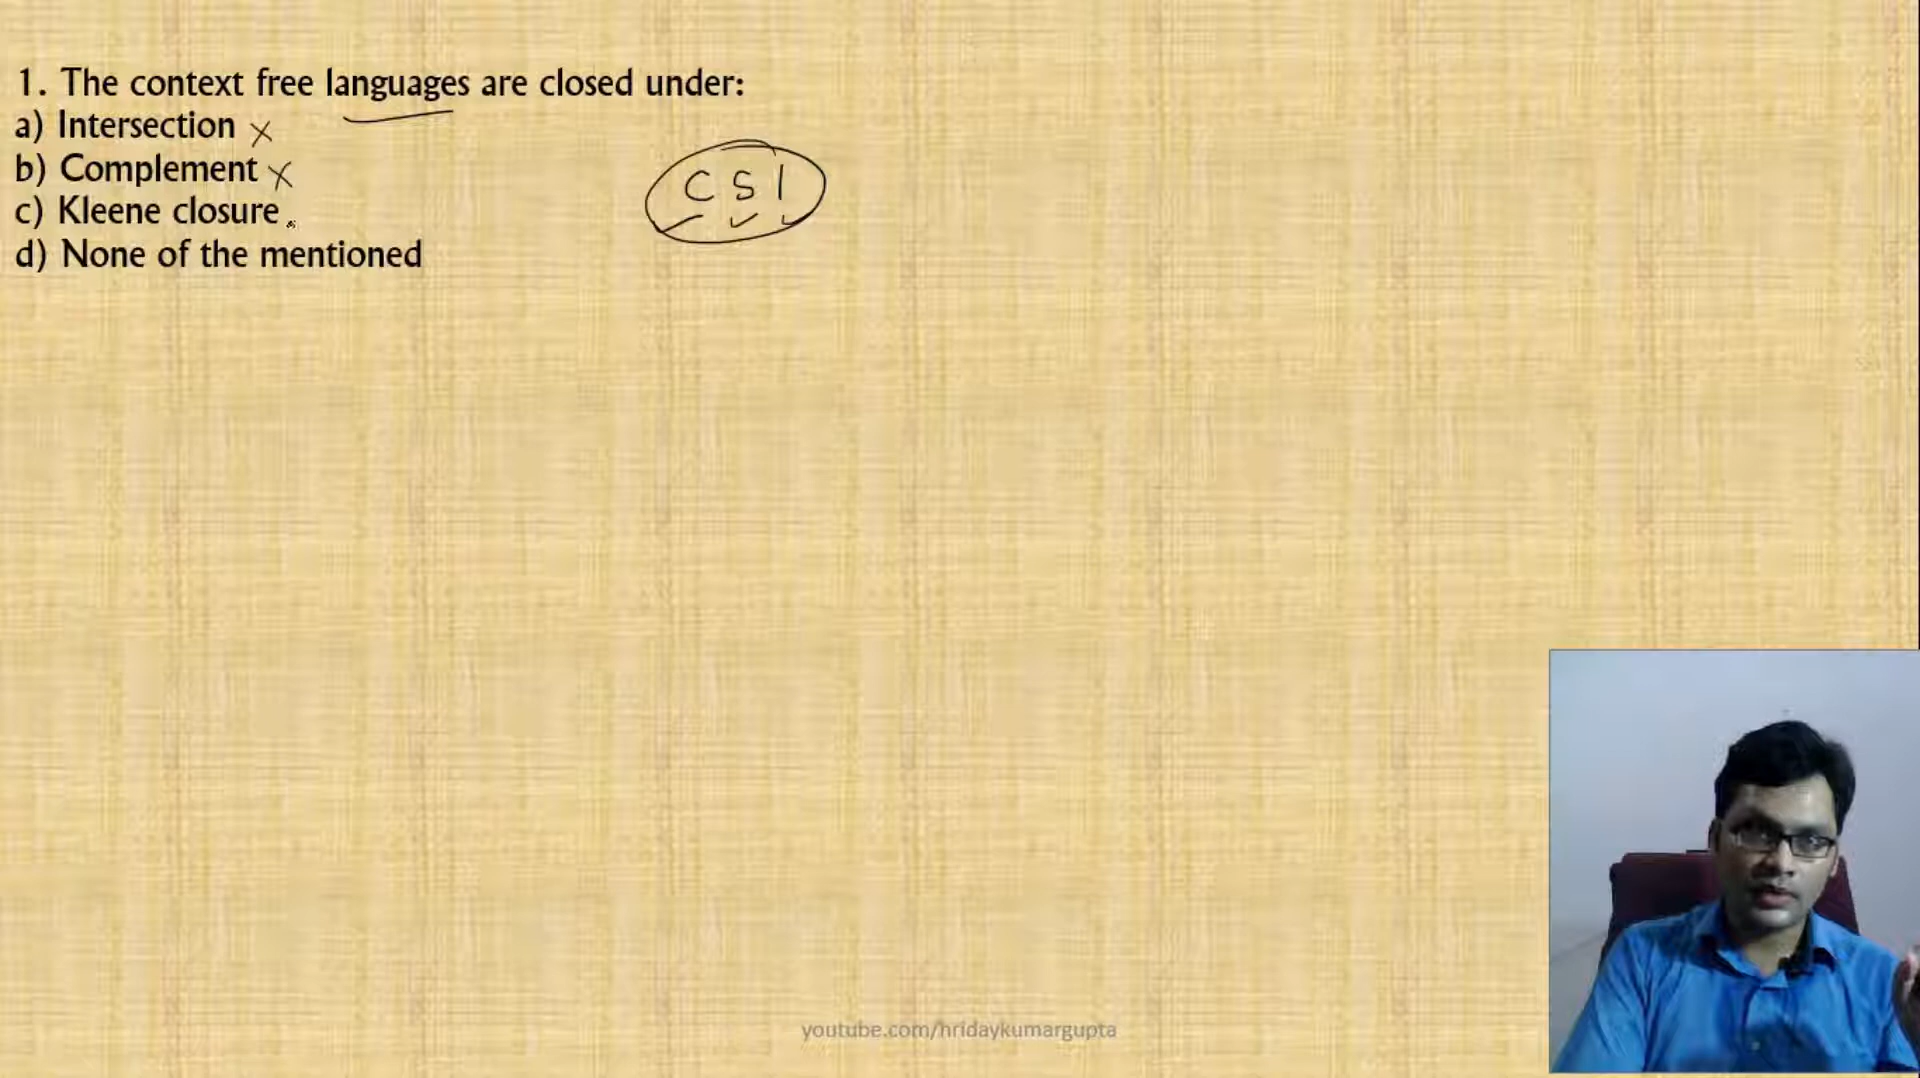 1. The context free languages are closed under:
a) Intersection ×
b) Complement ×
c) Kleene closure
d) None of the mentioned
C S I
youtube.com/hridaykumargupta